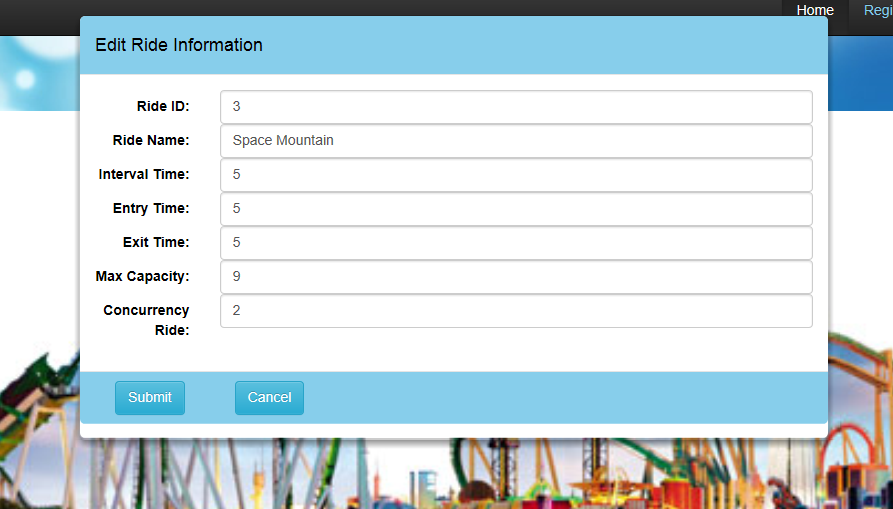 Home Regi
Edit Ride Information
Ride ID: 3
Ride Name: Space Mountain
Interval Time: 5
Entry Time: 5
Exit Time: 5
Max Capacity: 9
Concurrency 2
Ride:
Submit Cancel